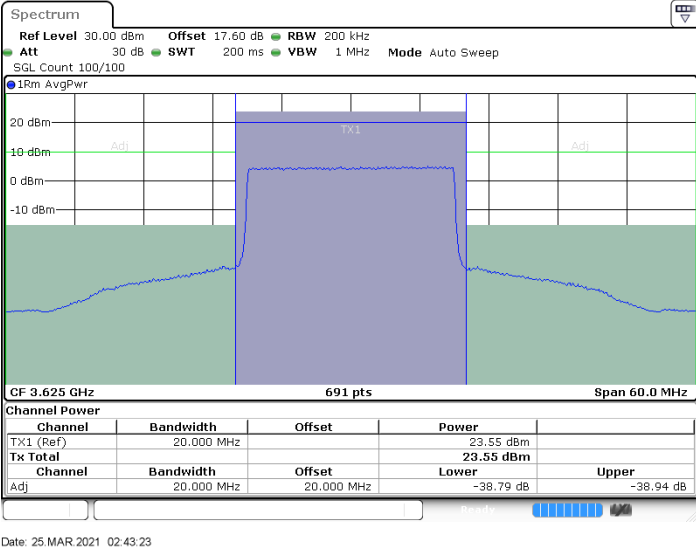 Spectrum
Ref Level 30.00 dBm Offset 17.60 dB RBW 200 kHz
Att 30 dB SWT 200 ms VBW 1 MHz Mode Auto Sweep
SGL Count 100/100
1Rm AvgPwr
20 dBm
TX1
Adj Adj
10 dBm
0 dBm
-10 dBm
CF 3.625 GHz 691 pts Span 60.0 MHz
Channel Power
Channel Bandwidth Offset Power
TX1 (Ref) 20.000 MHz 23.55 dBm
Tx Total 23.55 dBm
Channel Bandwidth Offset Lower Upper
Adj 20.000 MHz 20.000 MHz -38.79 dB -38.94 dB
Ready
Date: 25.MAR.2021 02:43:23